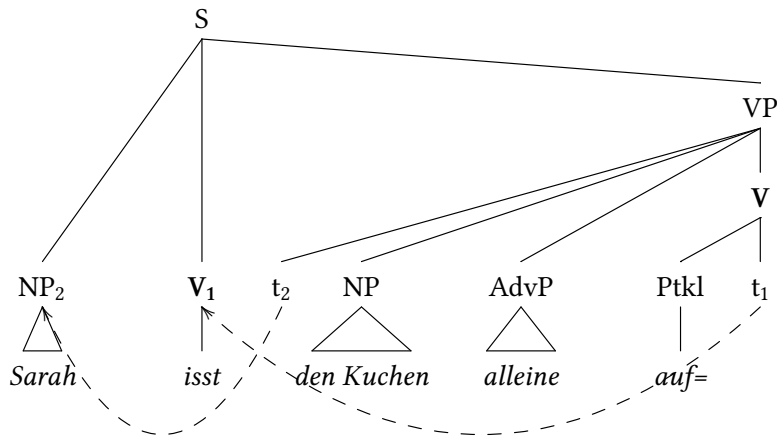 S
VP
V
NP₂ V₁ t₂ NP AdvP Ptkl t₁
Sarah isst den Kuchen alleine auf=